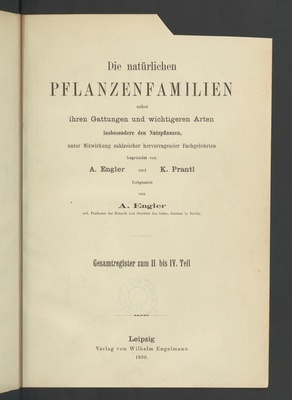 Die natürlichen
PFLANZENFAMILIEN
nebst
ihren Gattungen und wichtigeren Arten
insbesondere den Nutzpflanzen,
unter Mitwirkung zahlreicher hervorragender Fachgelehrten
begründet von
A. Engler und K. Prantl
fortgesetzt
von
A. Engler
ord. Professor der Botanik und Direktor des botan. Gartens in Berlin.
Gesamtregister zum II. bis IV. Teil
Leipzig
Verlag von Wilhelm Engelmann
1899.